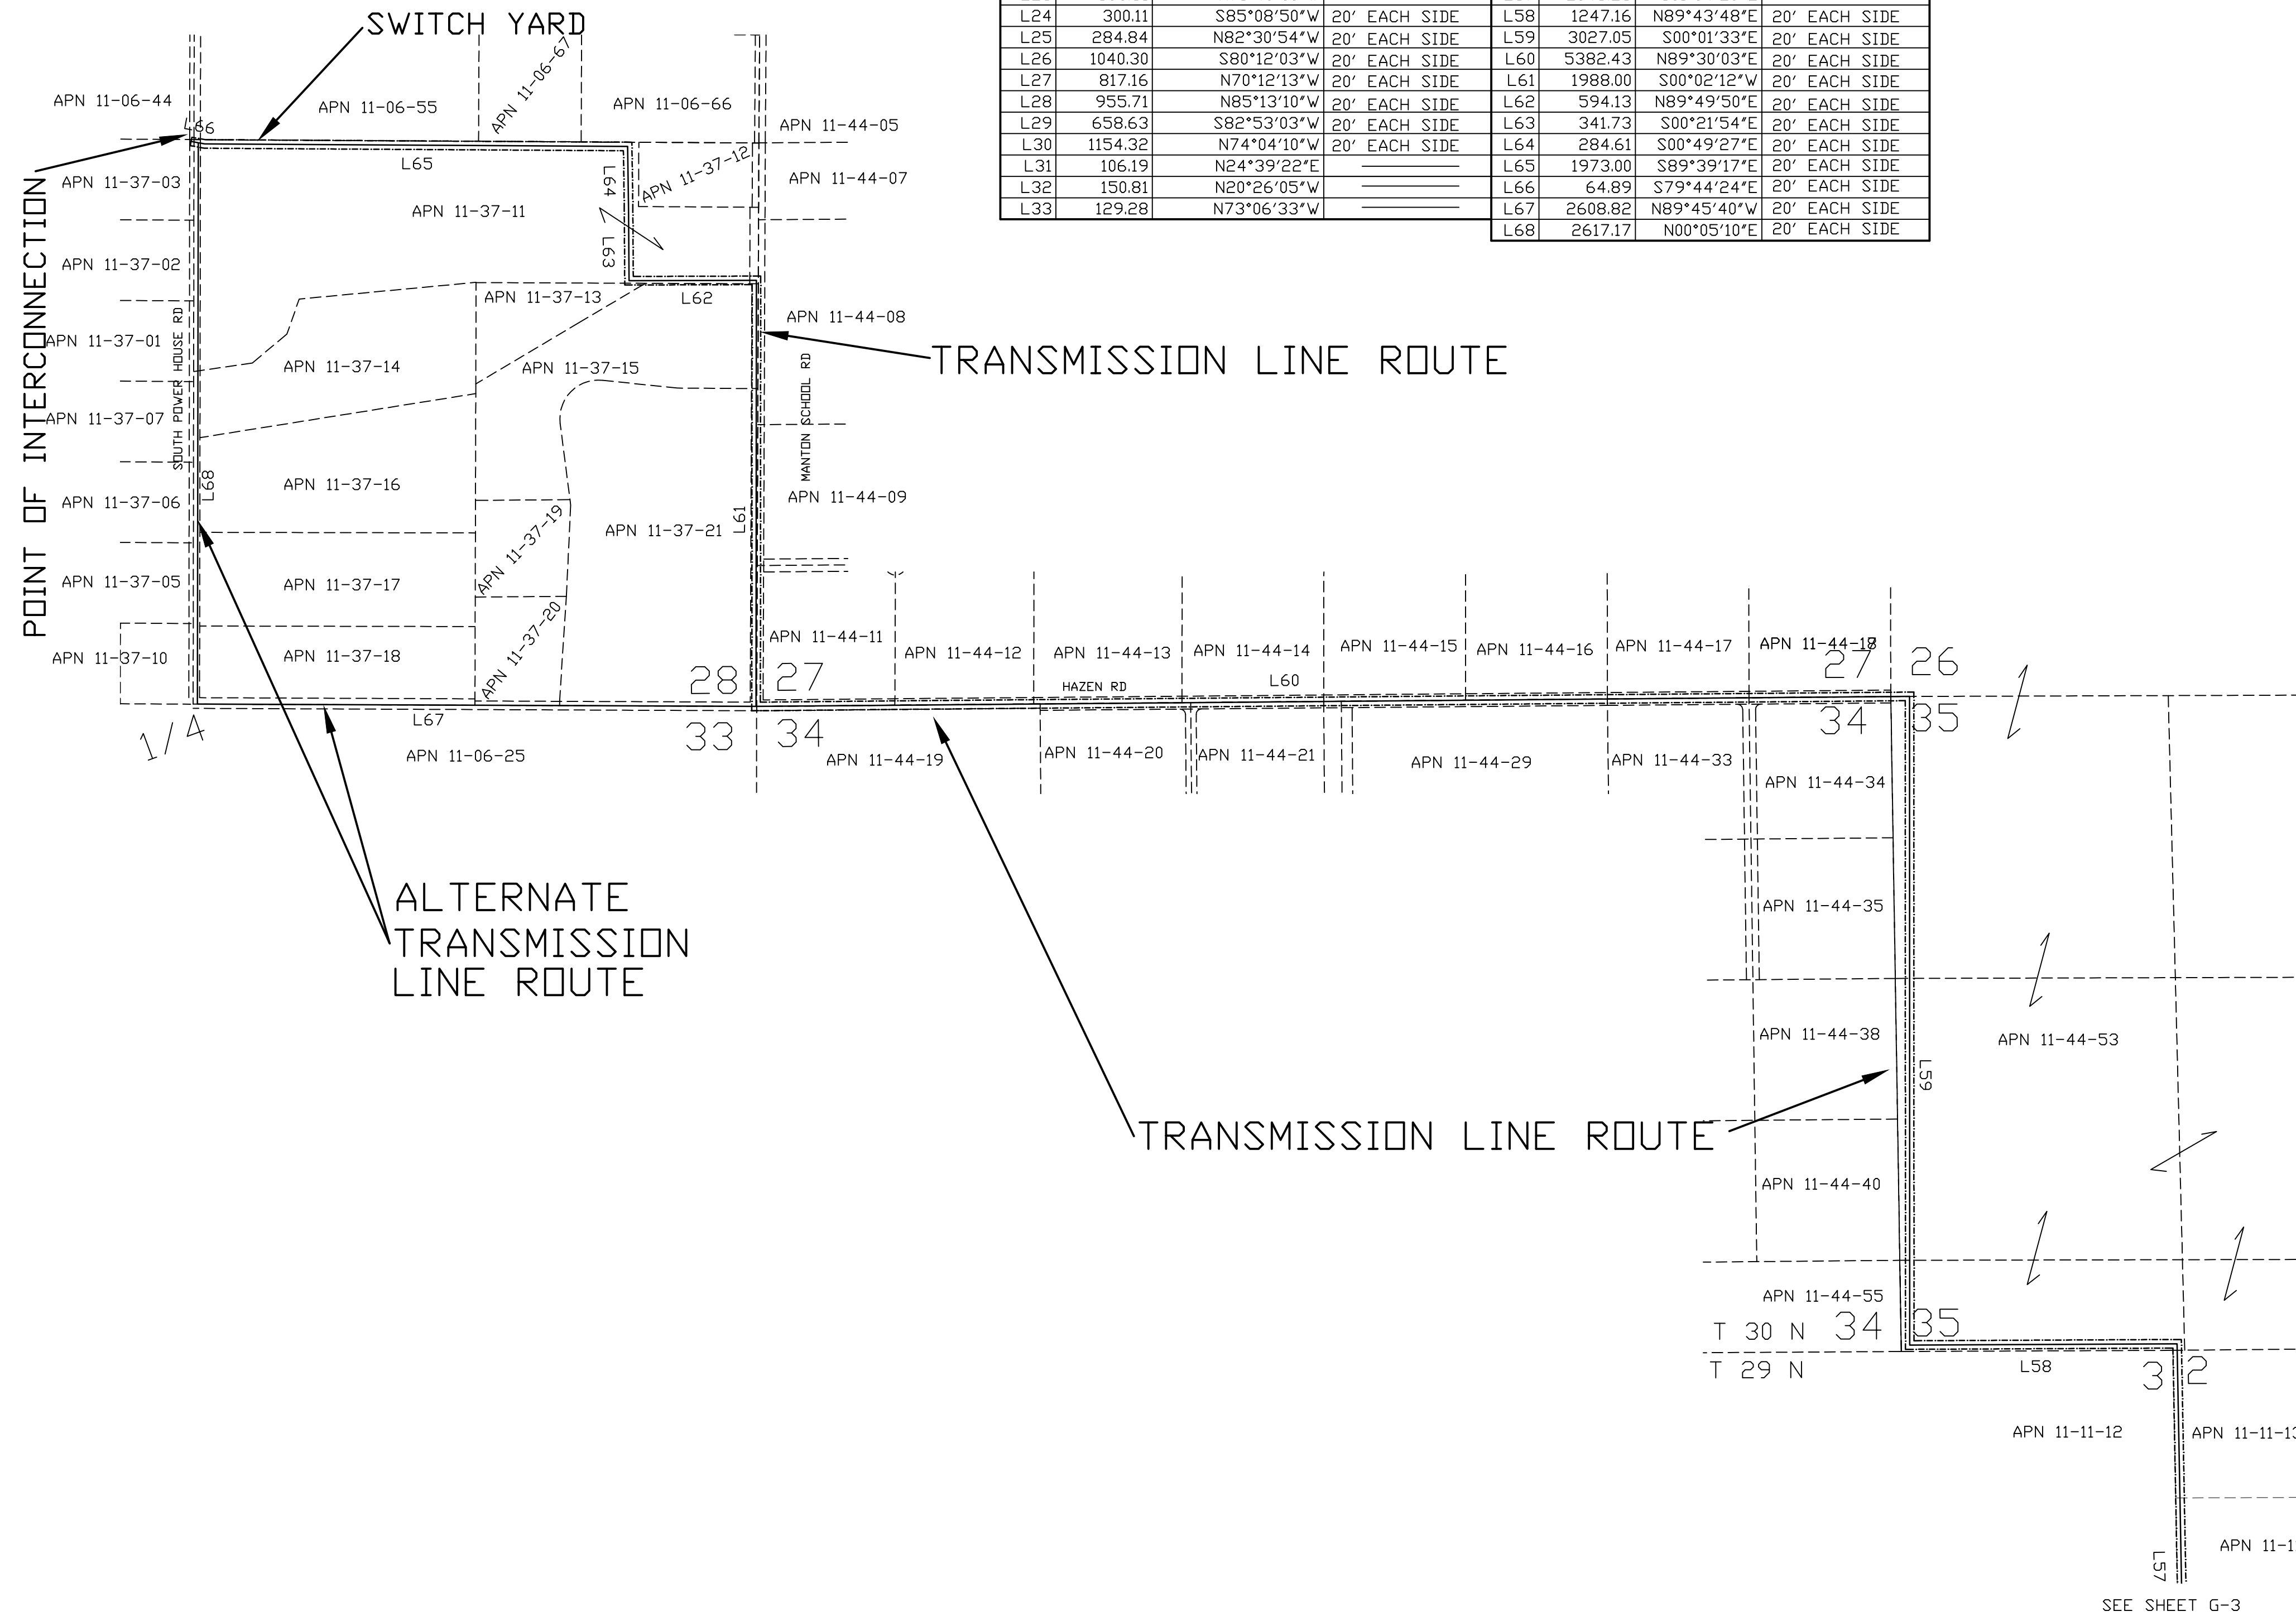 SWITCH YARD
L24 300.11 S85°08'50"W 20' EACH SIDE L58 1247.16 N89°43'48"E 20' EACH SIDE
L25 284.84 N82°30'54"W 20' EACH SIDE L59 3027.05 S00°01'33"E 20' EACH SIDE
L26 1040.30 S80°12'03"W 20' EACH SIDE L60 5382.43 N89°30'03"E 20' EACH SIDE
L27 817.16 N70°12'13"W 20' EACH SIDE L61 1988.00 S00°02'12"W 20' EACH SIDE
L28 955.71 N85°13'10"W 20' EACH SIDE L62 594.13 N89°49'50"E 20' EACH SIDE
L29 658.63 S82°53'03"W 20' EACH SIDE L63 341.73 S00°21'54"E 20' EACH SIDE
L30 1154.32 N74°04'10"W 20' EACH SIDE L64 284.61 S00°49'27"E 20' EACH SIDE
L31 106.19 N24°39'22"E L65 1973.00 S89°39'17"E 20' EACH SIDE
L32 150.81 N20°26'05"W L66 64.89 S79°44'24"E 20' EACH SIDE
L33 129.28 N73°06'33"W L67 2608.82 N89°45'40"W 20' EACH SIDE
L68 2617.17 N00°05'10"E 20' EACH SIDE
APN 11-06-44
APN 11-06-55
APN 11-06-67
APN 11-06-66
APN 11-44-05
L66
L65
L64
APN 11-37-12
APN 11-44-07
APN 11-37-03
APN 11-37-11
POINT OF INTERCONNECTION
L63
APN 11-37-02
APN 11-37-13
L62
APN 11-44-08
APN 11-37-01
SOUTH POWER HOUSE RD
APN 11-37-14
APN 11-37-15
TRANSMISSION LINE ROUTE
MANTON SCHOOL RD
APN 11-37-07
L68
APN 11-37-16
APN 11-37-06
APN 11-44-09
APN 11-37-19
APN 11-37-21
L61
APN 11-37-05
APN 11-37-17
APN 11-37-20
APN 11-37-10
APN 11-37-18
APN 11-44-11
APN 11-44-12
APN 11-44-13
APN 11-44-14
APN 11-44-15
APN 11-44-16
APN 11-44-17
28
27
HAZEN RD
L60
27
26
1/4
L67
33
34
34
35
APN 11-06-25
APN 11-44-19
APN 11-44-20
APN 11-44-21
APN 11-44-29
APN 11-44-33
APN 11-44-34
ALTERNATE
TRANSMISSION
LINE ROUTE
APN 11-44-35
APN 11-44-38
APN 11-44-53
L59
TRANSMISSION LINE ROUTE
APN 11-44-40
APN 11-44-55
T 30 N
34
35
T 29 N
L58
3
2
APN 11-11-12
APN 11-11-13
L57
SEE SHEET G-3